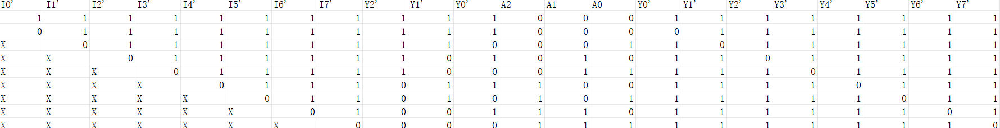 I0' I1' I2' I3' I4' I5' I6' I7' Y2' Y1' Y0' A2 A1 A0 Y0' Y1' Y2' Y3' Y4' Y5' Y6' Y7'
1 1 1 1 1 1 1 1 1 1 1 0 0 0 1 1 1 1 1 1 1 1
0 1 1 1 1 1 1 1 1 1 1 0 0 0 0 1 1 1 1 1 1 1
X 0 1 1 1 1 1 1 1 1 0 0 0 1 1 0 1 1 1 1 1 1
X X 0 1 1 1 1 1 1 0 1 0 1 0 1 1 0 1 1 1 1 1
X X X 0 1 1 1 1 1 0 0 0 1 1 1 1 1 0 1 1 1 1
X X X X 0 1 1 1 0 1 1 1 0 0 1 1 1 1 0 1 1 1
X X X X X 0 1 1 0 1 0 1 0 1 1 1 1 1 1 0 1 1
X X X X X X 0 1 0 0 1 1 1 0 1 1 1 1 1 1 0 1
X X X X X X X 0 0 0 0 1 1 1 1 1 1 1 1 1 1 0